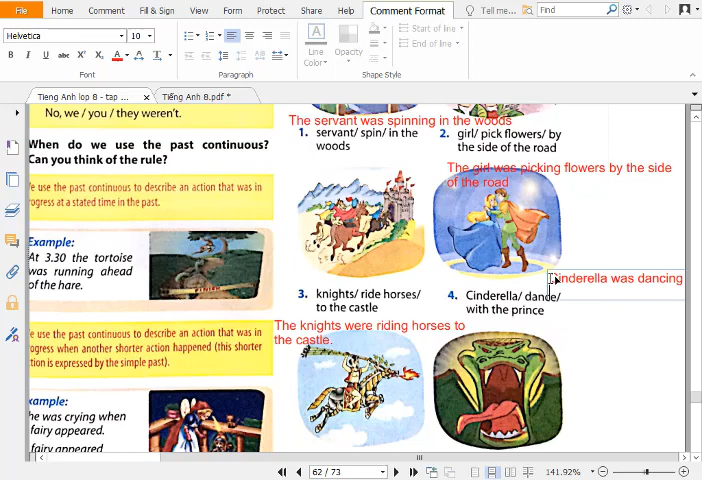 File
Home
Comment
Fill & Sign
View
Form
Organize
Protect
Comment Format
Tell me...
Find
Helvetica
10
Start of line
End of line
Line
Color
Opacity
B I U abc X² X₂ A
Font
Paragraph
Shape Style
Tieng Anh lop 8 - tap ...
Tiếng Anh 8.pdf *
No, we / you / they weren't.
When do we use the past continuous?
Can you think of the rule?
e use the past continuous to describe an action that was in
rogress at a stated time in the past.
Example:
At 3.30 the tortoise
was running ahead
of the hare.
FINISH
e use the past continuous to describe an action that was in
rogress when another shorter action happened (this shorter
ction is expressed by the simple past).
xample:
he was crying when
fairy appeared.
fairy appeared
The servant was spinning in the woods
1. servant/ spin/ in the
woods
2. girl/ pick flowers/ by
the side of the road
The girl was picking flowers by the side
of the road
3. knights/ ride horses/
to the castle
The knights were riding horses to
the castle.
Cinderella was dancing
4. Cinderella/ dance/
with the prince
62 / 73
141.92%